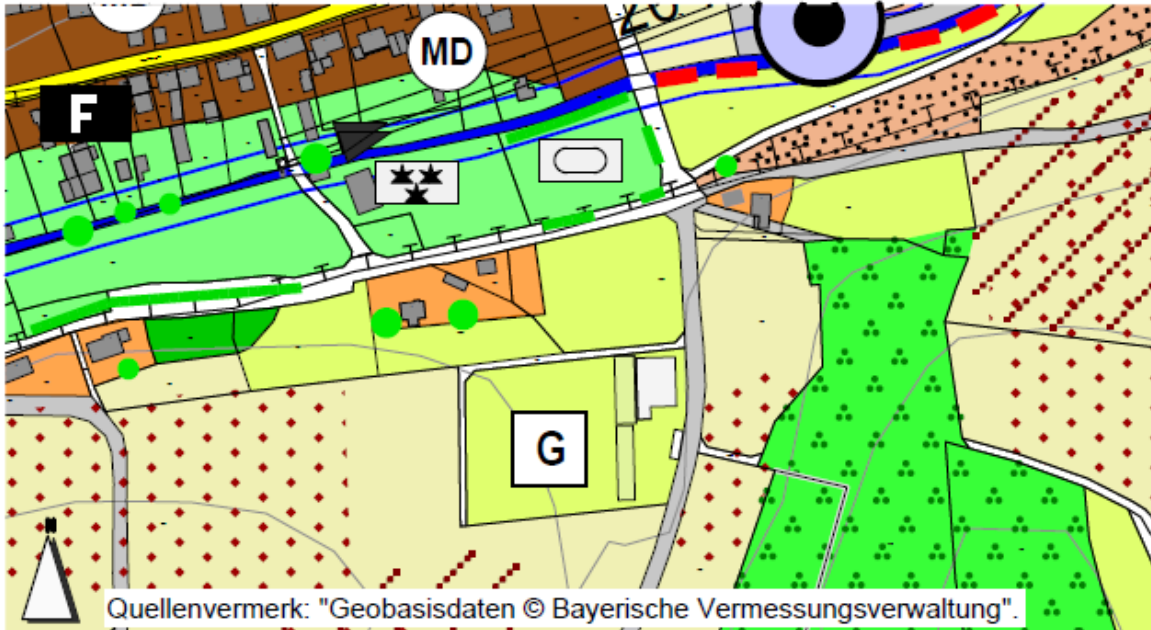 MD
F
G
Quellenvermerk: "Geobasisdaten © Bayerische Vermessungsverwaltung".